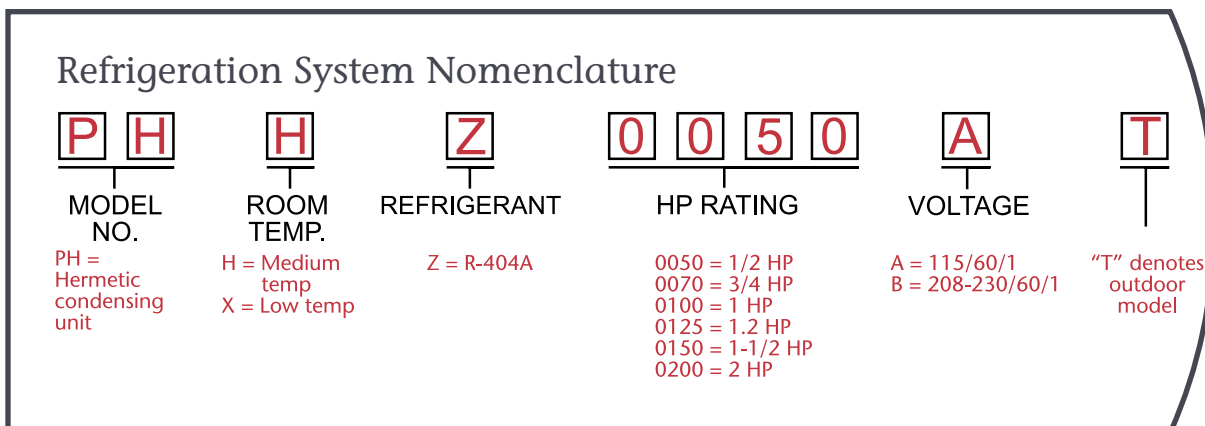 Refrigeration System Nomenclature
P H H Z 0 0 5 0 A T
MODEL NO.
PH =
Hermetic
condensing
unit
ROOM TEMP.
H = Medium
temp
X = Low temp
REFRIGERANT
Z = R-404A
HP RATING
0050 = 1/2 HP
0070 = 3/4 HP
0100 = 1 HP
0125 = 1.2 HP
0150 = 1-1/2 HP
0200 = 2 HP
VOLTAGE
A = 115/60/1
B = 208-230/60/1
"T" denotes
outdoor
model